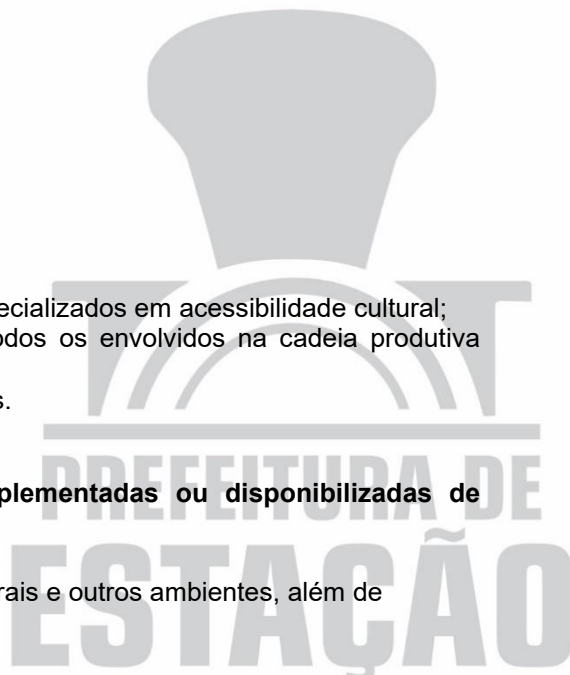 ecializados em acessibilidade cultural;
odos os envolvidos na cadeia produtiva
s.
PREFEITURA DE
plementadas ou disponibilizadas de
ESTAÇÃO
rais e outros ambientes, além de